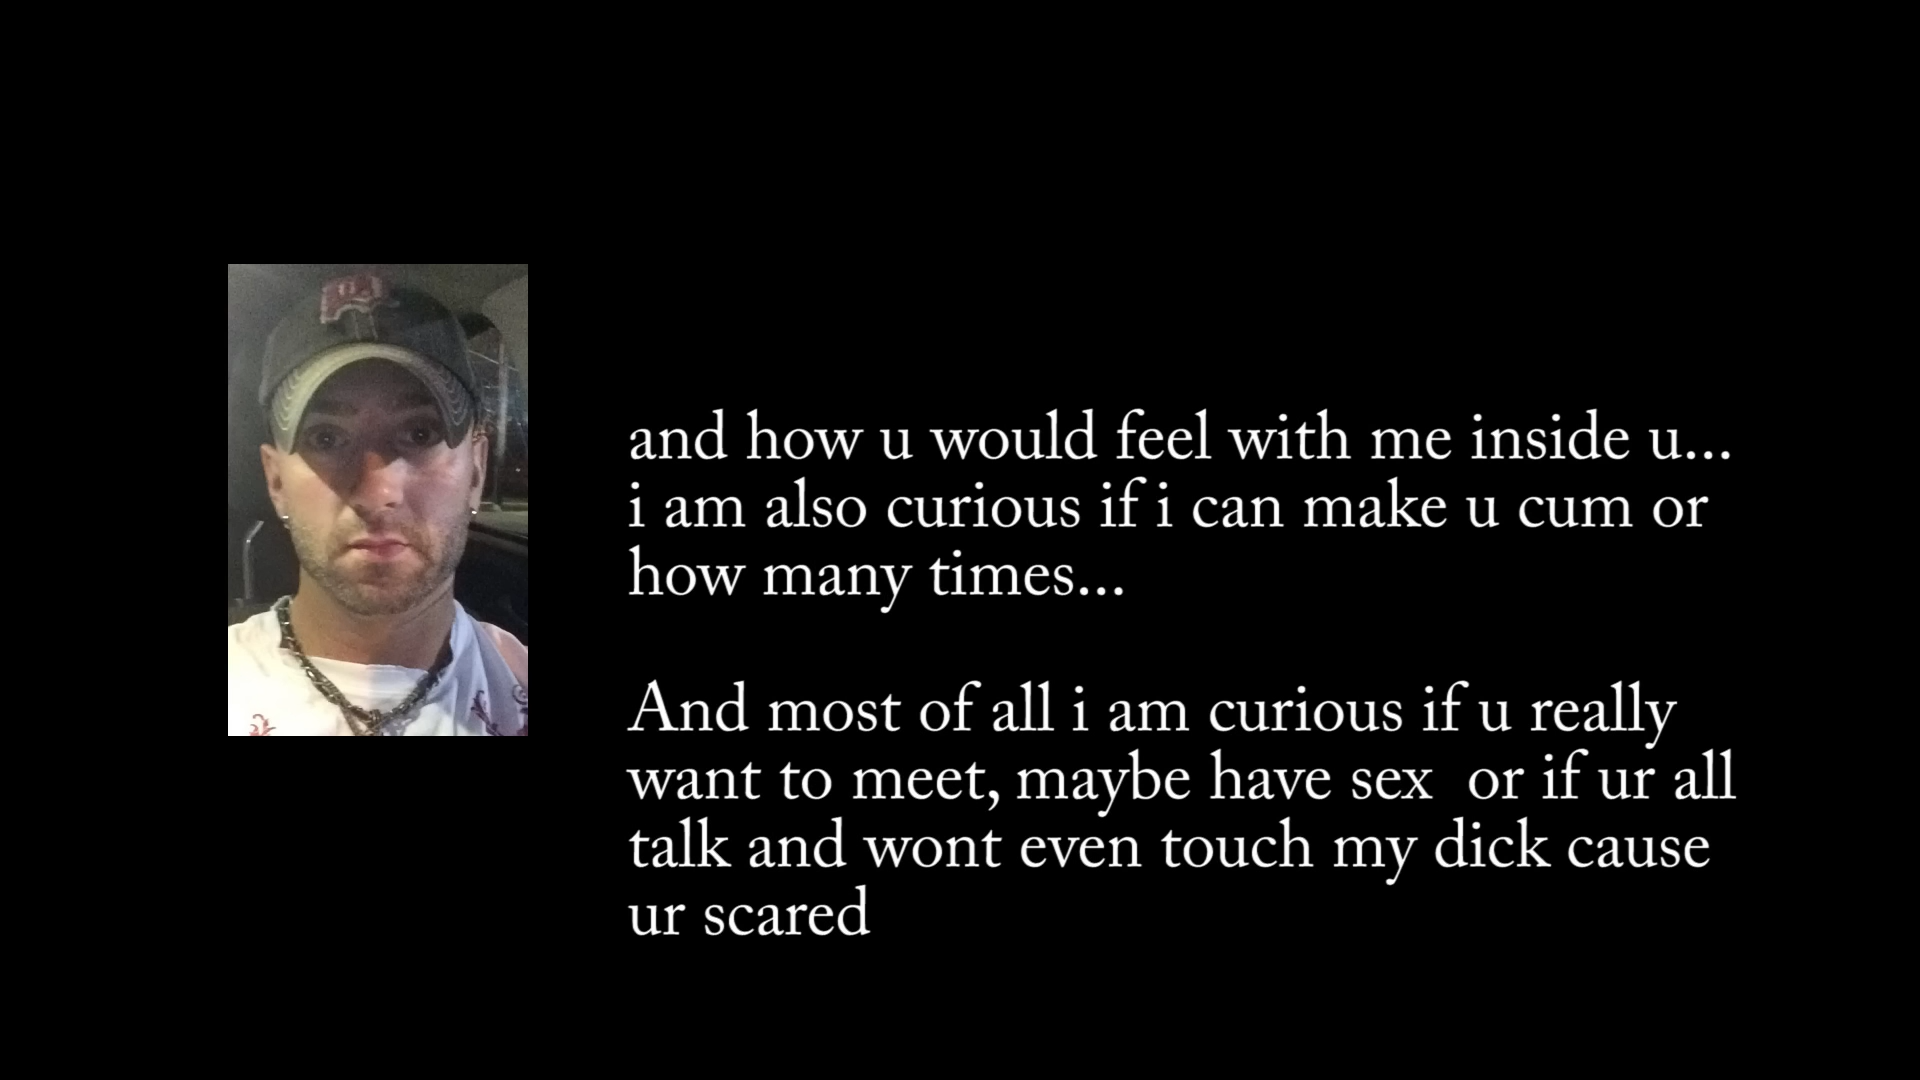 and how u would feel with me inside u...
i am also curious if i can make u cum or
how many times...
And most of all i am curious if u really
want to meet, maybe have sex  or if ur all
talk and wont even touch my dick cause
ur scared